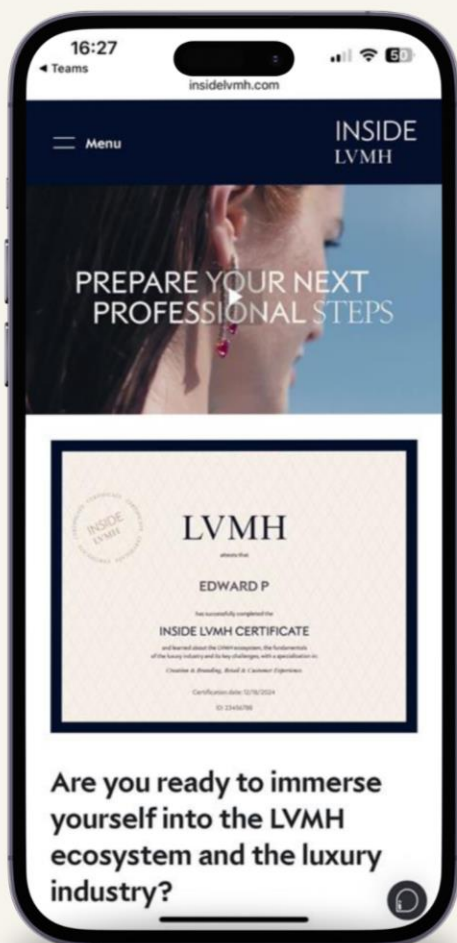 16:27
50
◀ Teams
insidelvmh.com
Menu
INSIDE
LVMH
PREPARE YOUR NEXT
PROFESSIONAL STEPS
INSIDE
LVMH
LVMH
attests that
EDWARD P
has successfully completed the
INSIDE LVMH CERTIFICATE
and learned about the LVMH ecosystem, the fundamentals
of the luxury industry and its key challenges, with a specialization in:
Creation & Branding, Retail & Customer Experience
Certification date: 12/18/2024
ID: 23456788
Are you ready to immerse
yourself into the LVMH
ecosystem and the luxury
industry?